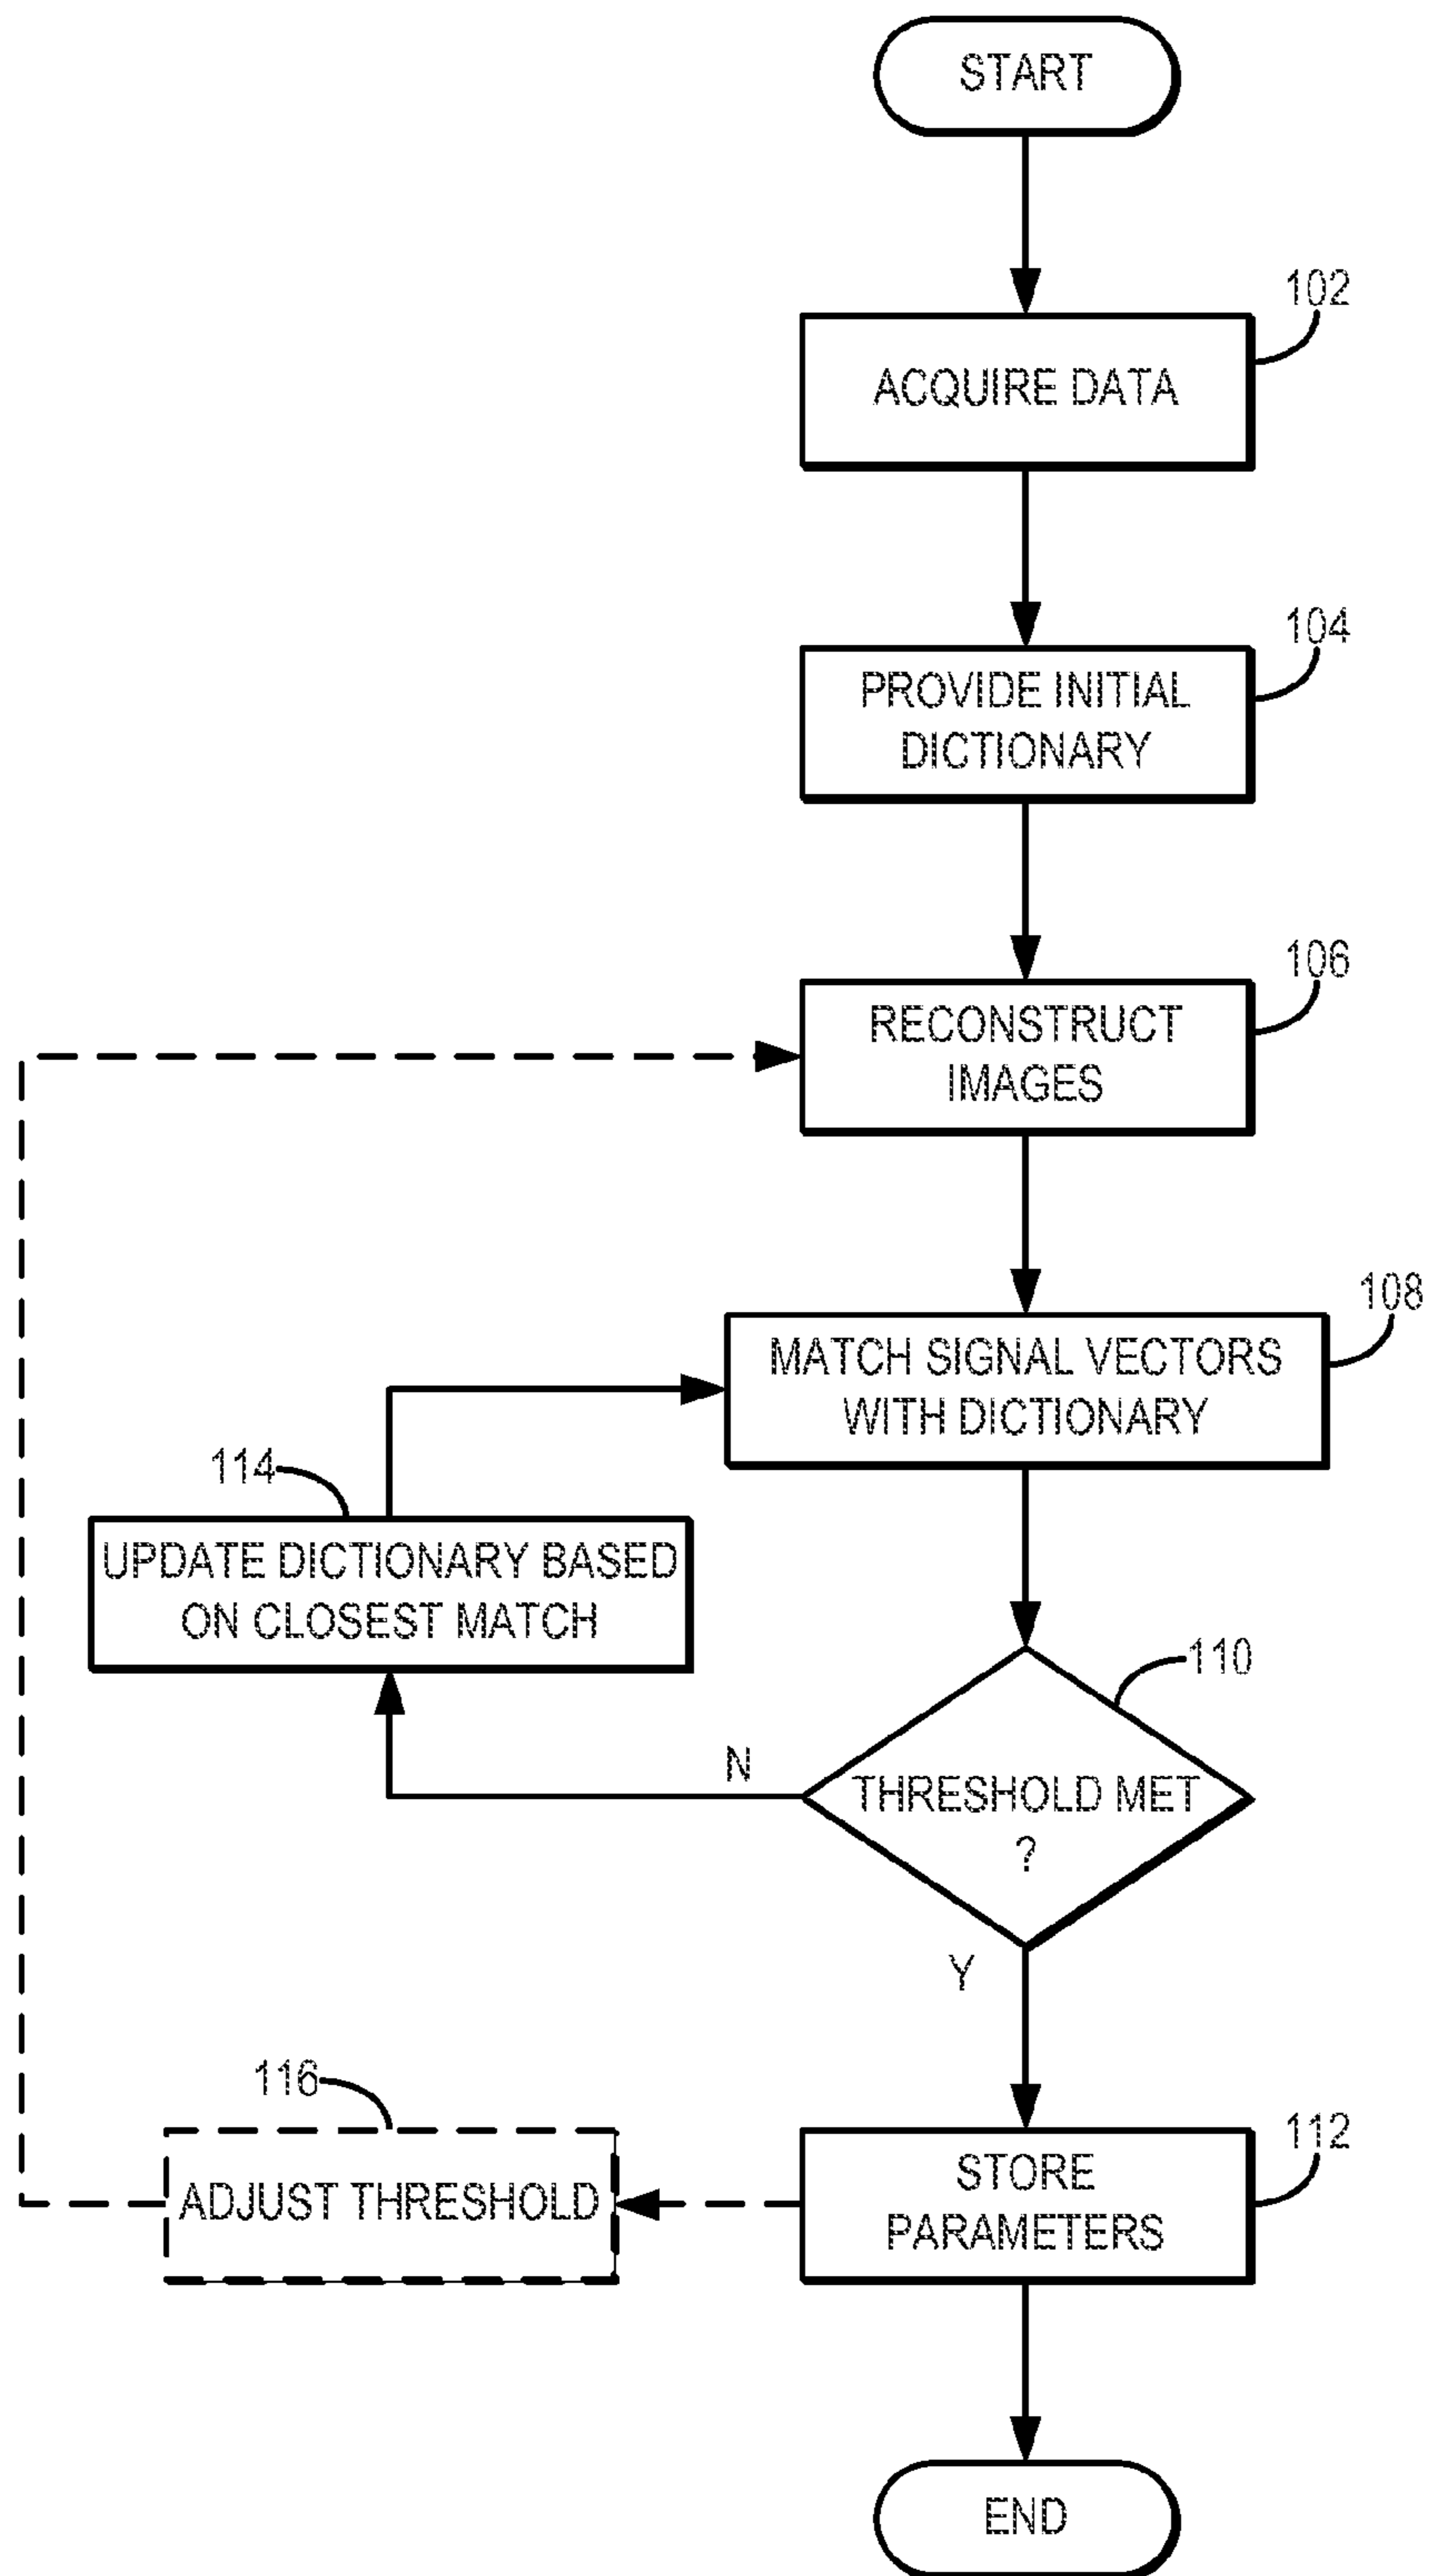 START
102
ACQUIRE DATA
104
PROVIDE INITIAL
DICTIONARY
106
RECONSTRUCT
IMAGES
108
MATCH SIGNAL VECTORS
WITH DICTIONARY
114
UPDATE DICTIONARY BASED
ON CLOSEST MATCH
110
N
THRESHOLD MET
?
Y
116
ADJUST THRESHOLD
112
STORE
PARAMETERS
END